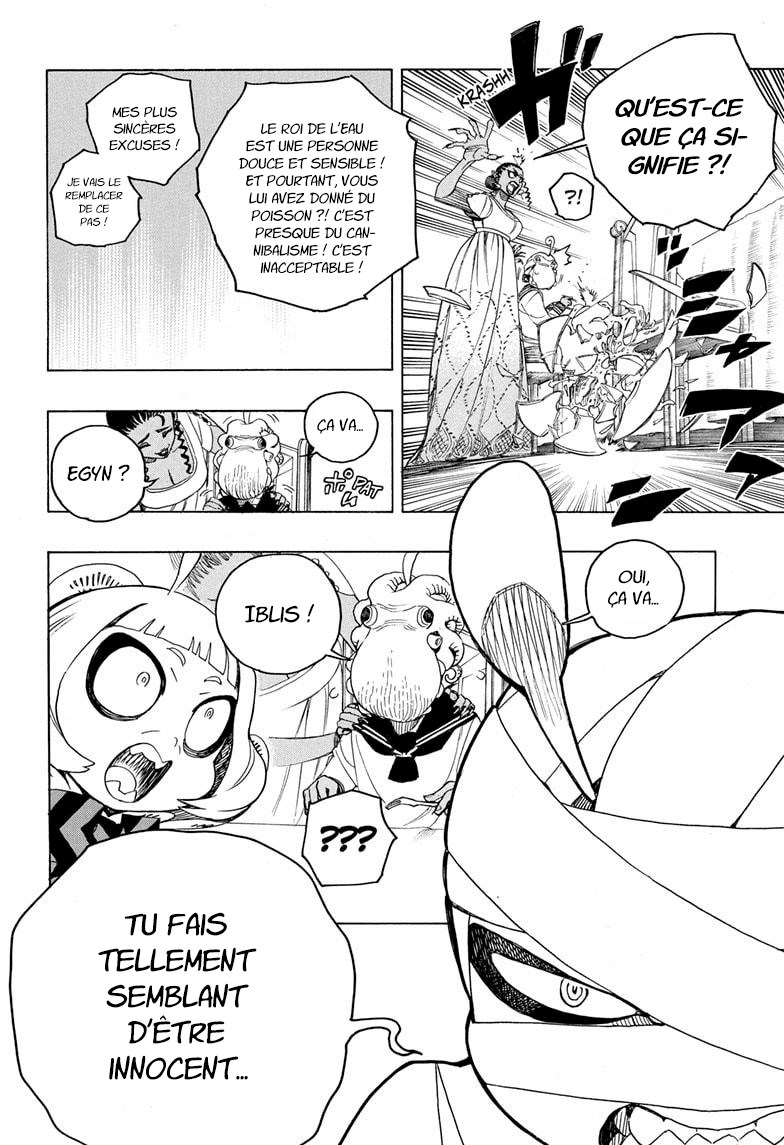 KRASHH
ガ
QU'EST-CE
QUE ÇA SI-
GNIFIE ?!
?!
LE ROI DE L'EAU
EST UNE PERSONNE
DOUCE ET SENSIBLE !
ET POURTANT, VOUS
LUI AVEZ DONNÉ DU
POISSON ?! C'EST
PRESQUE DU CAN-
NIBALISME ! C'EST
INACCEPTABLE !
MES PLUS
SINCÈRES
EXCUSES !
JE VAIS LE
REMPLACER
DE CE
PAS !
ÇA VA...
PAT
EGYN ?
OUI,
ÇA VA...
IBLIS !
???
TU FAIS
TELLEMENT
SEMBLANT
D'ÊTRE
INNOCENT...